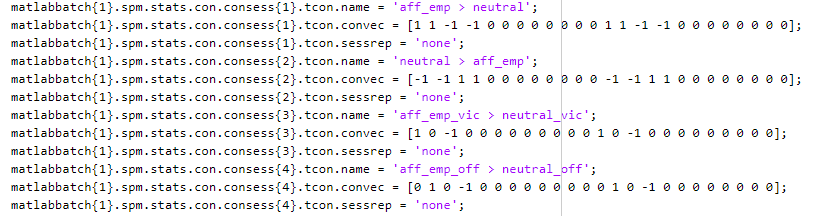 matlabbatch{1}.spm.stats.con.consess{1}.tcon.name = 'aff_emp > neutral';
matlabbatch{1}.spm.stats.con.consess{1}.tcon.convec = [1 1 -1 -1 0 0 0 0 0 0 0 0 1 1 -1 -1 0 0 0 0 0 0 0 0];
matlabbatch{1}.spm.stats.con.consess{1}.tcon.sessrep = 'none';
matlabbatch{1}.spm.stats.con.consess{2}.tcon.name = 'neutral > aff_emp';
matlabbatch{1}.spm.stats.con.consess{2}.tcon.convec = [-1 -1 1 1 0 0 0 0 0 0 0 0 -1 -1 1 1 0 0 0 0 0 0 0 0];
matlabbatch{1}.spm.stats.con.consess{2}.tcon.sessrep = 'none';
matlabbatch{1}.spm.stats.con.consess{3}.tcon.name = 'aff_emp_vic > neutral_vic';
matlabbatch{1}.spm.stats.con.consess{3}.tcon.convec = [1 0 -1 0 0 0 0 0 0 0 0 0 1 0 -1 0 0 0 0 0 0 0 0 0];
matlabbatch{1}.spm.stats.con.consess{3}.tcon.sessrep = 'none';
matlabbatch{1}.spm.stats.con.consess{4}.tcon.name = 'aff_emp_off > neutral_off';
matlabbatch{1}.spm.stats.con.consess{4}.tcon.convec = [0 1 0 -1 0 0 0 0 0 0 0 0 0 1 0 -1 0 0 0 0 0 0 0 0];
matlabbatch{1}.spm.stats.con.consess{4}.tcon.sessrep = 'none';